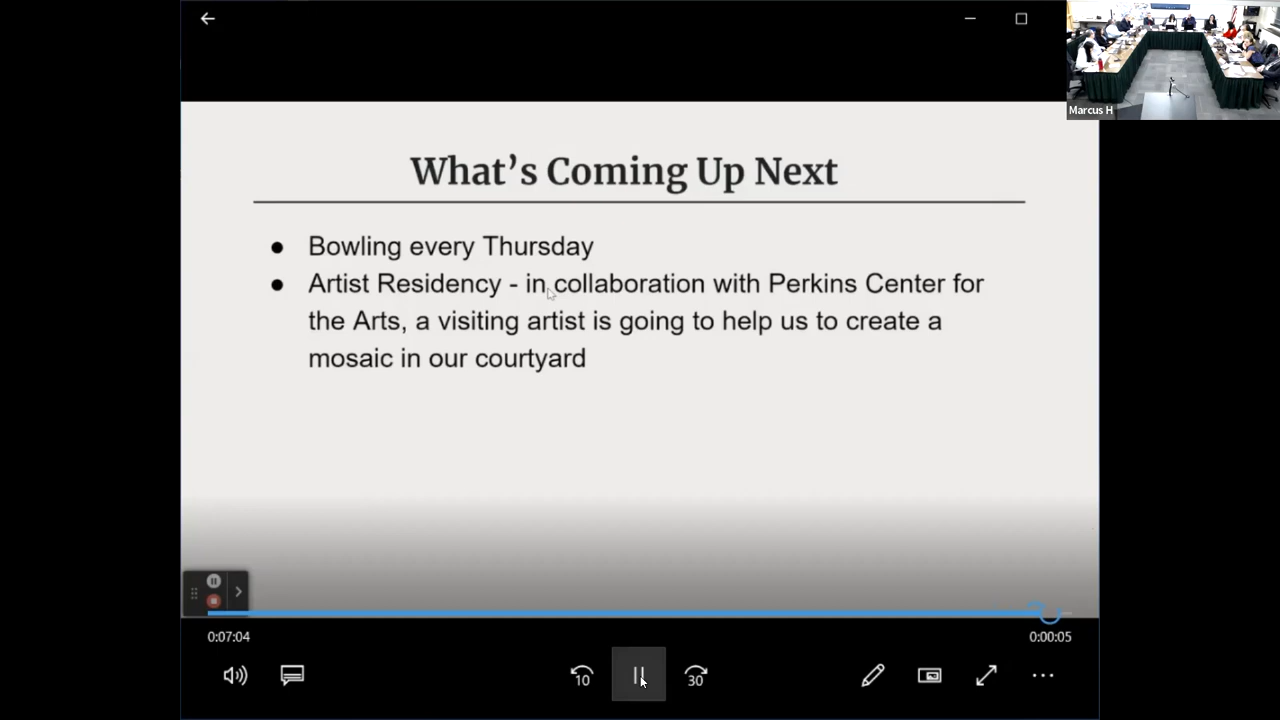 Marcus H
What's Coming Up Next
● Bowling every Thursday
● Artist Residency - in collaboration with Perkins Center for
the Arts, a visiting artist is going to help us to create a
mosaic in our courtyard
0:07:04
0:00:05
10
30